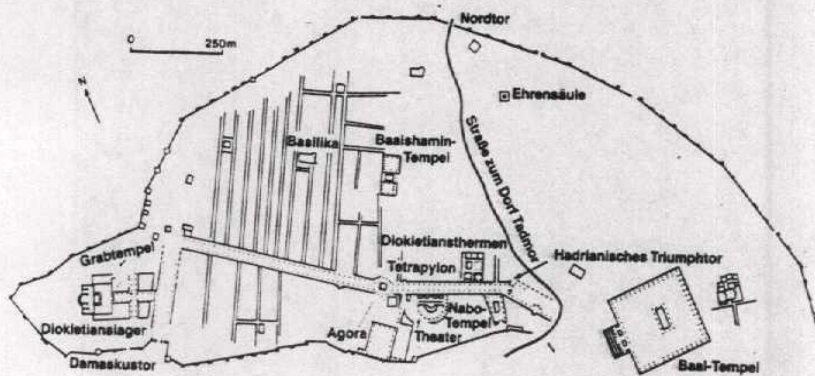 Nordtor
0 250m
N
Ehrensäule
Basilika
Baalshamin-
Tempel
Straße zum Dorf Tadmor
Diokletiansthermen
Grabtempel
Tetrapylon
Hadrianisches Triumphtor
Nabo-
Tempel
Diokletianslager
Agora
Theater
Damaskustor
Baal-Tempel